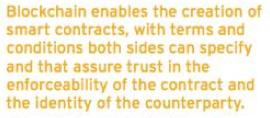 Blockchain enables the creation of
smart contracts, with terms and
conditions both sides can specify
and that assure trust in the
enforceability of the contract and
the identity of the counterparty.